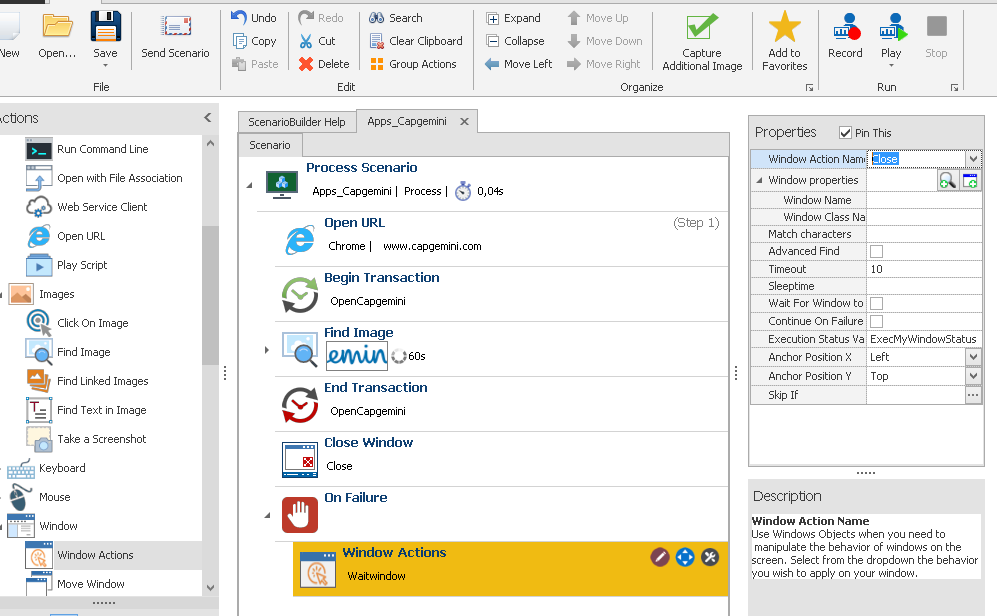 New
Open...
Save
Send Scenario
File
Undo
Redo
Copy
Cut
Paste
Delete
Search
Clear Clipboard
Group Actions
Edit
Expand
Move Up
Collapse
Move Down
Move Left
Move Right
Capture
Additional Image
Add to
Favorites
Organize
Record
Play
Stop
Run
ctions
Run Command Line
Open with File Association
Web Service Client
Open URL
Play Script
Images
Click On Image
Find Image
Find Linked Images
Find Text in Image
Take a Screenshot
Keyboard
Mouse
Window
Window Actions
Move Window
ScenarioBuilder Help
Apps_Capgemini
Scenario
Process Scenario
Apps_Capgemini | Process | 0,04s
Open URL
(Step 1)
Chrome | www.capgemini.com
Begin Transaction
OpenCapgemini
Find Image
emin 60s
End Transaction
OpenCapgemini
Close Window
Close
On Failure
Window Actions
Waitwindow
Properties
Pin This
Window Action Name Close
Window properties
Window Name
Window Class Na
Match characters
Advanced Find
Timeout 10
Sleeptime
Wait For Window to
Continue On Failure
Execution Status Va ExecMyWindowStatus
Anchor Position X Left
Anchor Position Y Top
Skip If
Description
Window Action Name
Use Windows Objects when you need to
manipulate the behavior of windows on the
screen. Select from the dropdown the behavior
you wish to apply on your window.